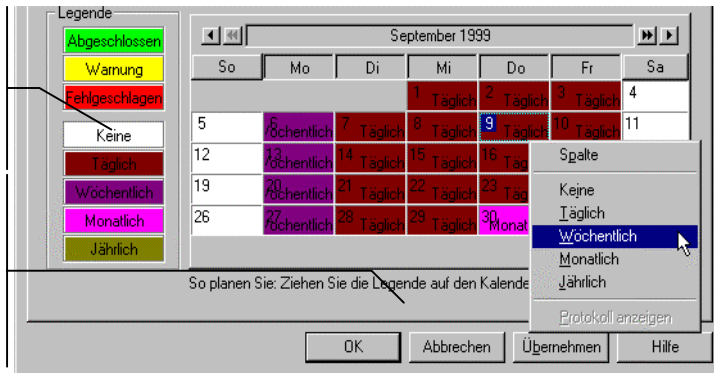 Legende
Abgeschlossen
Warnung
Fehlgeschlagen
Keine
Täglich
Wöchentlich
Monatlich
Jährlich
September 1999
So Mo Di Mi Do Fr Sa
1 Täglich 2 Täglich 3 Täglich 4
5 6 Wöchentlich 7 Täglich 8 Täglich 9 Täglich 10 Täglich 11
12 13 Wöchentlich 14 Täglich 15 Täglich 16 Täg
19 20 Wöchentlich 21 Täglich 22 Täglich 23 Täg
26 27 Wöchentlich 28 Täglich 29 Täglich 30 Monat
Spalte
Keine
Täglich
Wöchentlich
Monatlich
Jährlich
Protokoll anzeigen
So planen Sie: Ziehen Sie die Legende auf den Kalende
OK Abbrechen Übernehmen Hilfe